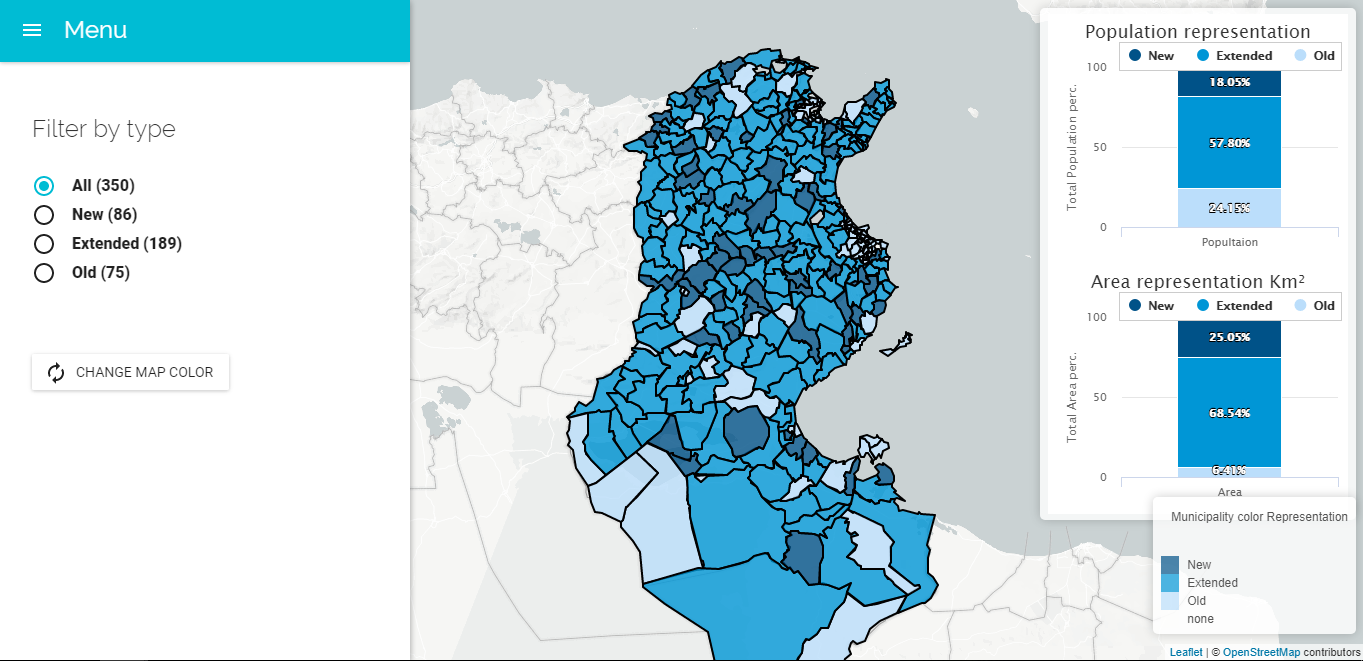 Menu
Filter by type
All (350)
New (86)
Extended (189)
Old (75)
CHANGE MAP COLOR
Population representation
New Extended Old
Total Population perc.
100
50
0
18.05%
57.80%
24.15%
Popultaion
Area representation Km²
New Extended Old
Total Area perc.
100
50
0
25.05%
68.54%
6.41%
Area
Municipality color Representation
New
Extended
Old
none
Leaflet | © OpenStreetMap contributors